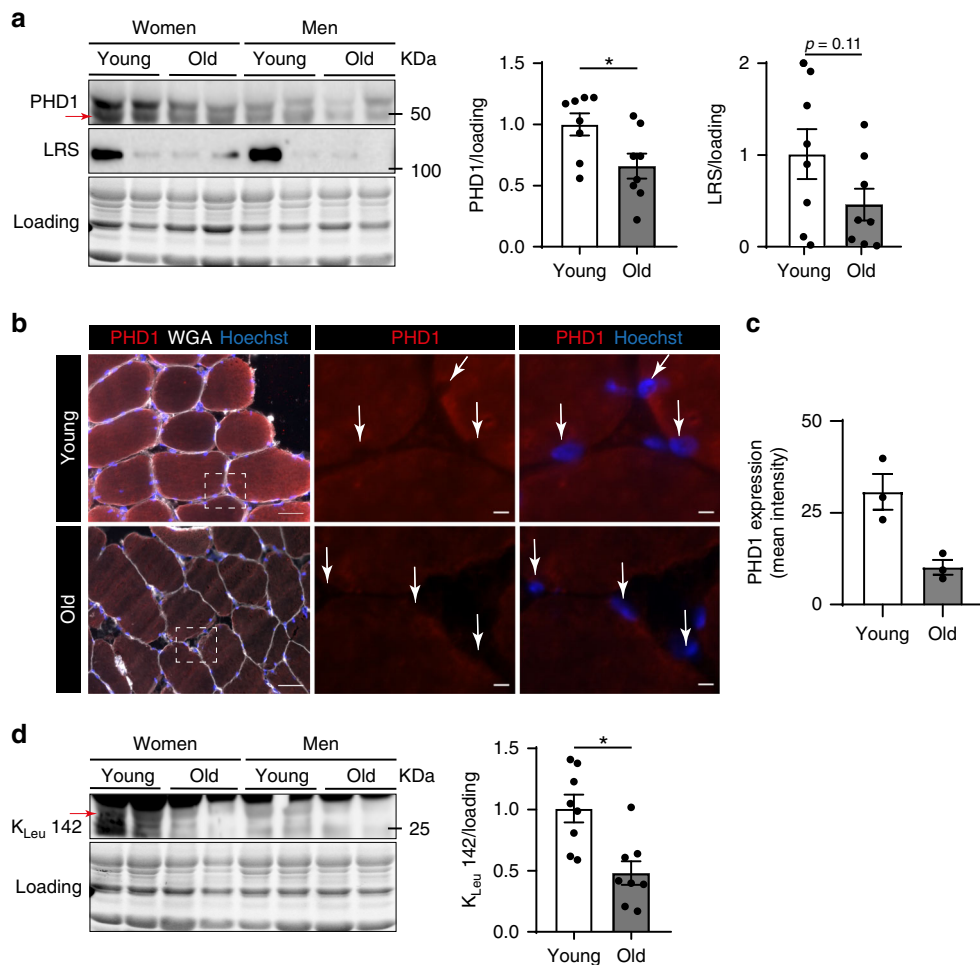 a
Women Men
Young Old Young Old KDa
PHD1
50
LRS
100
Loading
1.5
1.0
0.5
0.0
PHD1/loading
*
Young Old
2
1
0
LRS/loading
p = 0.11
Young Old
b
PHD1 WGA Hoechst
PHD1
PHD1 Hoechst
Young
Old
c
50
25
0
PHD1 expression
(mean intensity)
Young Old
d
Women Men
Young Old Young Old KDa
KLeu 142
25
Loading
1.5
1.0
0.5
0.0
KLeu 142/loading
*
Young Old